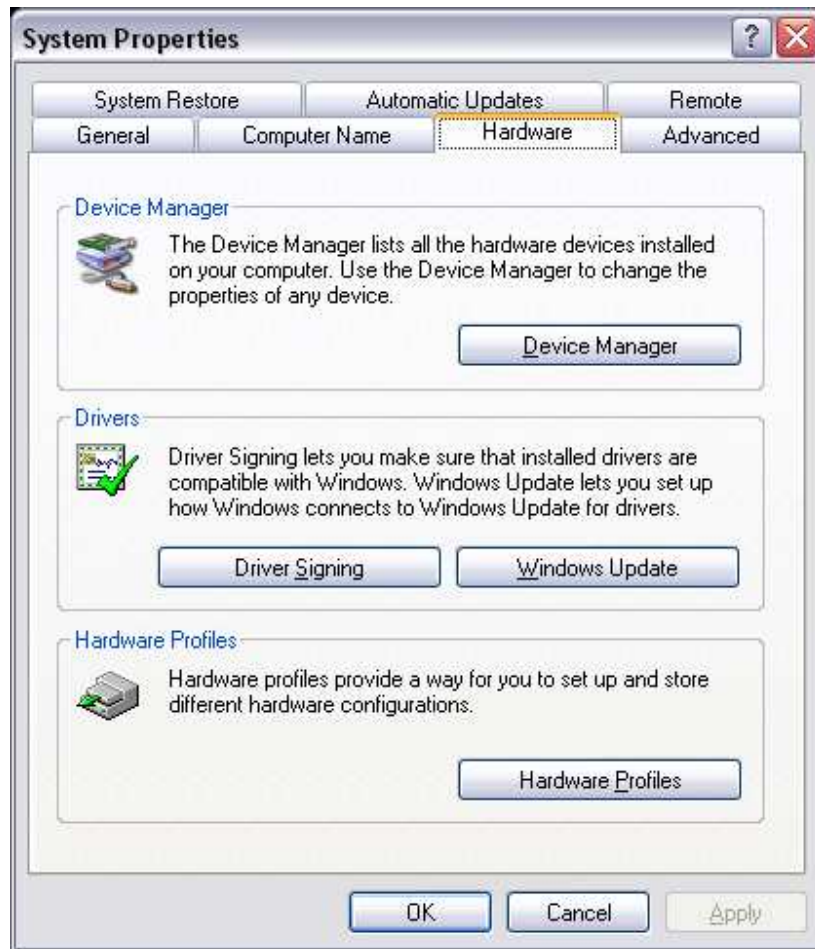 System Properties
System Restore Automatic Updates Remote
General Computer Name Hardware Advanced
Device Manager
The Device Manager lists all the hardware devices installed
on your computer. Use the Device Manager to change the
properties of any device.
Device Manager
Drivers
Driver Signing lets you make sure that installed drivers are
compatible with Windows. Windows Update lets you set up
how Windows connects to Windows Update for drivers.
Driver Signing Windows Update
Hardware Profiles
Hardware profiles provide a way for you to set up and store
different hardware configurations.
Hardware Profiles
OK Cancel Apply